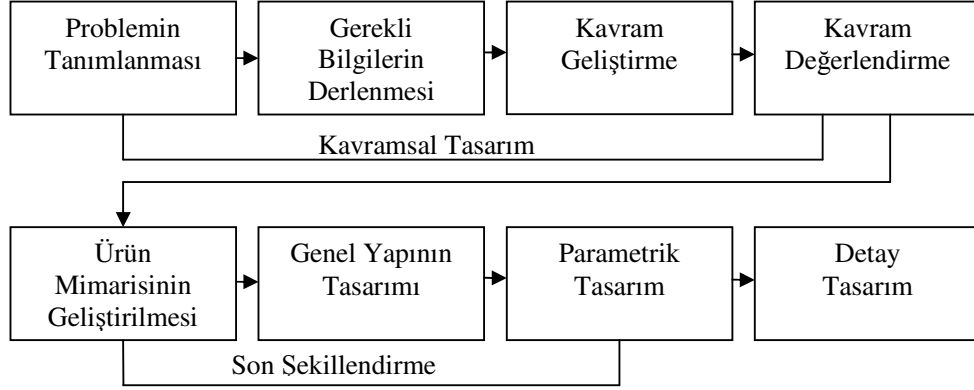 Problemin
Tanımlanması
Gerekli
Bilgilerin
Derlenmesi
Kavram
Geliştirme
Kavram
Değerlendirme
Kavramsal Tasarım
Ürün
Mimarisinin
Geliştirilmesi
Genel Yapının
Tasarımı
Parametrik
Tasarım
Detay
Tasarım
Son Şekillendirme